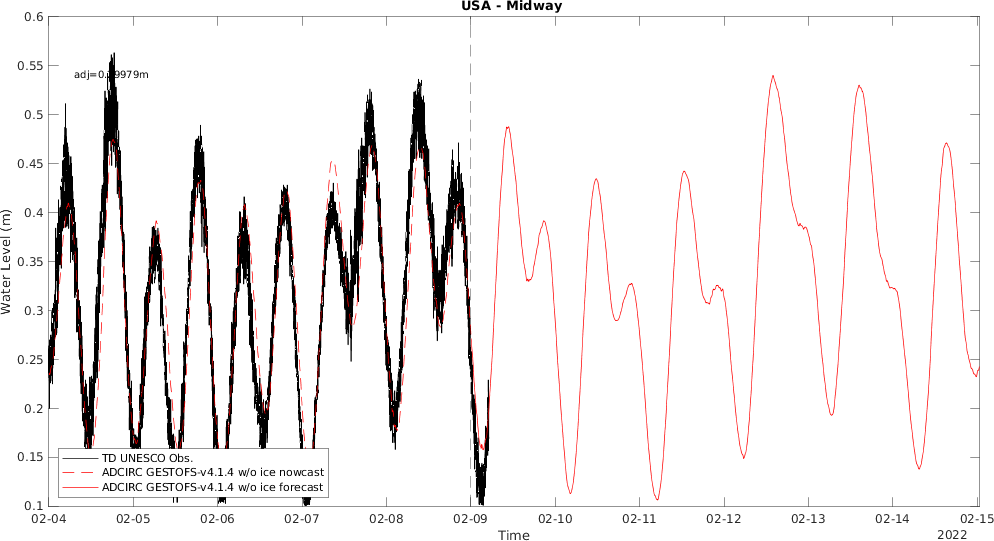 USA - Midway
0.6
0.55
0.5
0.45
0.4
0.35
0.3
0.25
0.2
0.15
0.1
Water Level (m)
TD UNESCO Obs.
ADCIRC GESTOFS-v4.1.4 w/o ice nowcast
ADCIRC GESTOFS-v4.1.4 w/o ice forecast
02-04 02-05 02-06 02-07 02-08 02-09 02-10 02-11 02-12 02-13 02-14 02-15
Time
2022